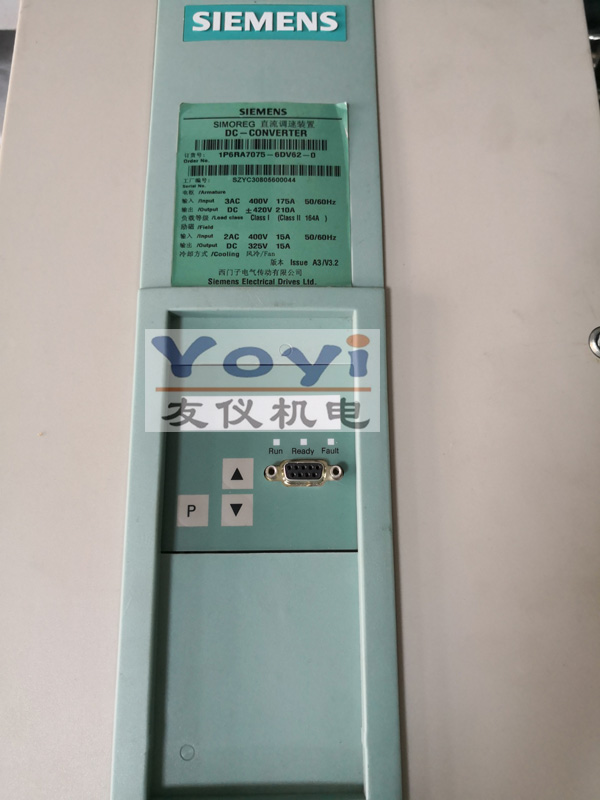 SIEMENS
SIEMENS
SIMOREG 直流调速装置
DC-CONVERTER
订货号: 1P6RA7075-6DV62-0
Order No.
工厂编号: SZYC30805600044
Serial No.
电枢 /Armature
输入 /Input 3AC 400V 175A 50/60Hz
输出 /Output DC ±420V 210A
负载等级 /Load class Class I (Class II 164A )
励磁 /Field
输入 /Input 2AC 400V 15A 50/60Hz
输出 /Output DC 325V 15A
冷却方式 /Cooling 风冷/Fan
版本 Issue A3/V3.2
西门子电气传动有限公司
Siemens Electrical Drives Ltd.
Yoyi
友仪机电
Run Ready Fault
P